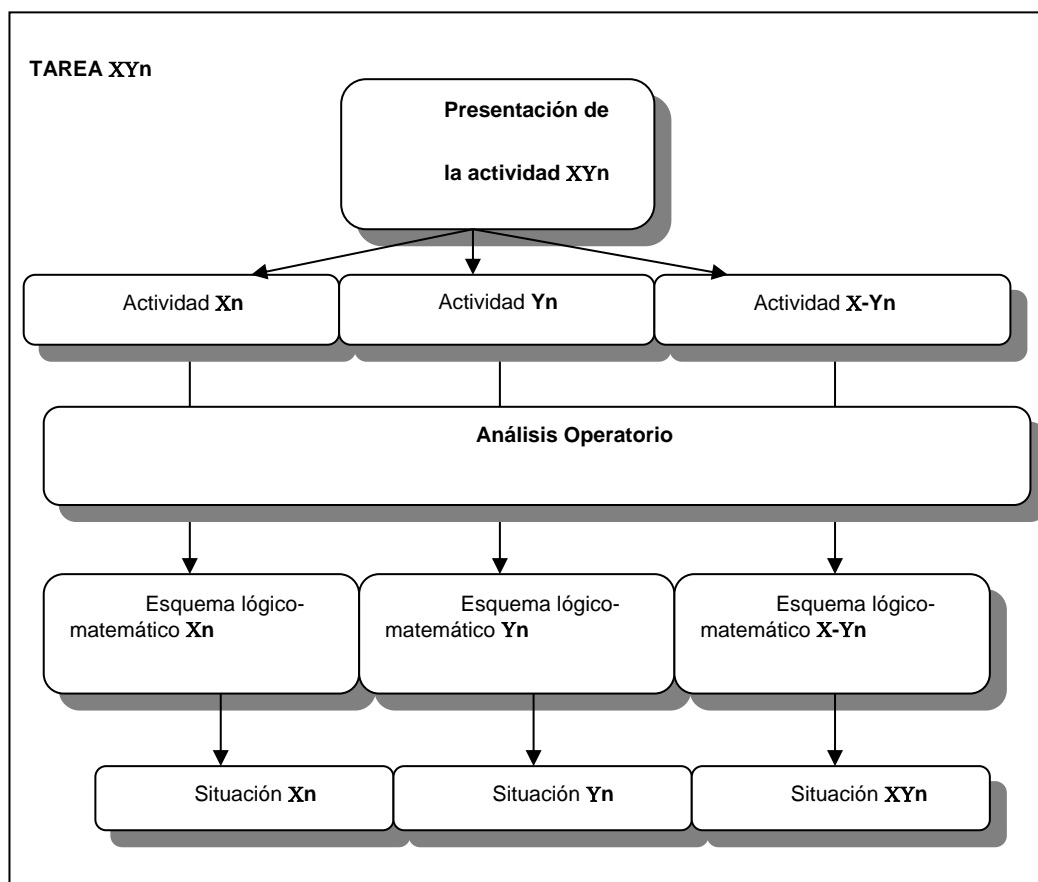 TAREA XYn
Presentación de
la actividad XYn
Actividad Xn
Actividad Yn
Actividad X-Yn
Análisis Operatorio
Esquema lógico-
matemático Xn
Esquema lógico-
matemático Yn
Esquema lógico-
matemático X-Yn
Situación Xn
Situación Yn
Situación XYn